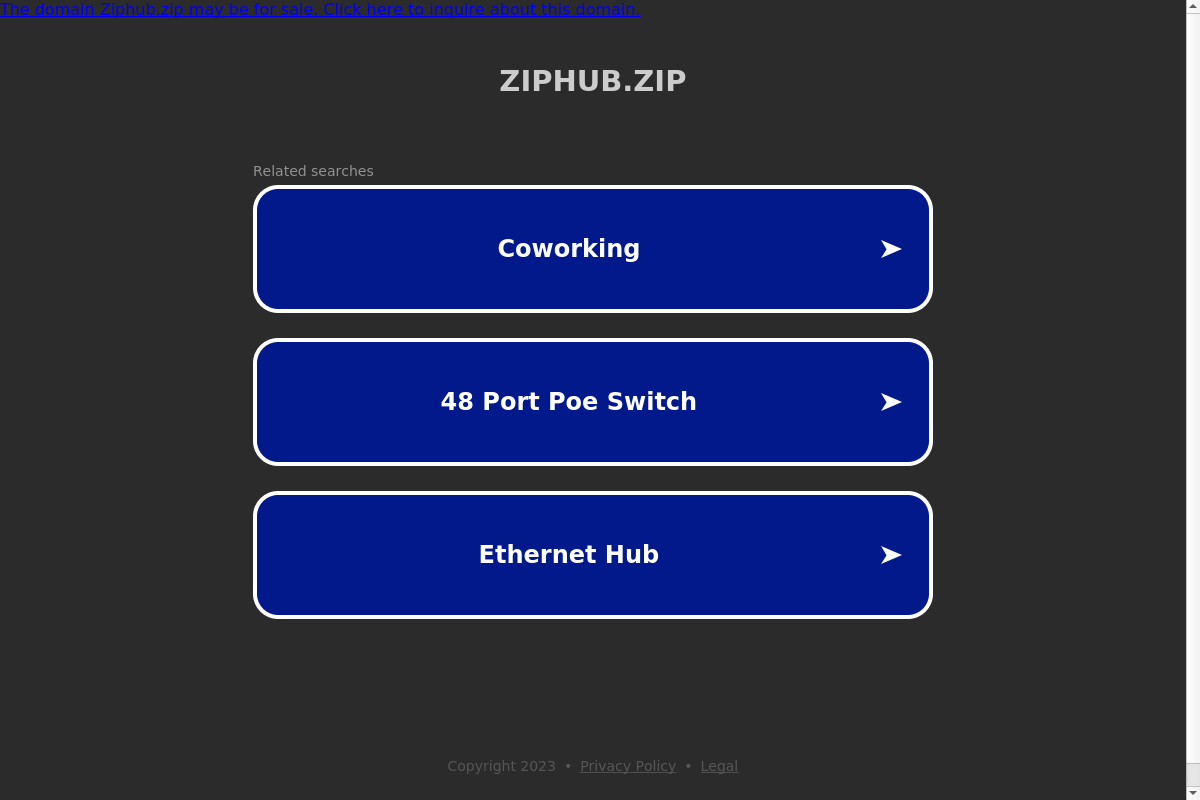 The domain Ziphub.zip may be for sale. Click here to inquire about this domain.
ZIPHUB.ZIP
Related searches
Coworking
48 Port Poe Switch
Ethernet Hub
Copyright 2023 • Privacy Policy • Legal